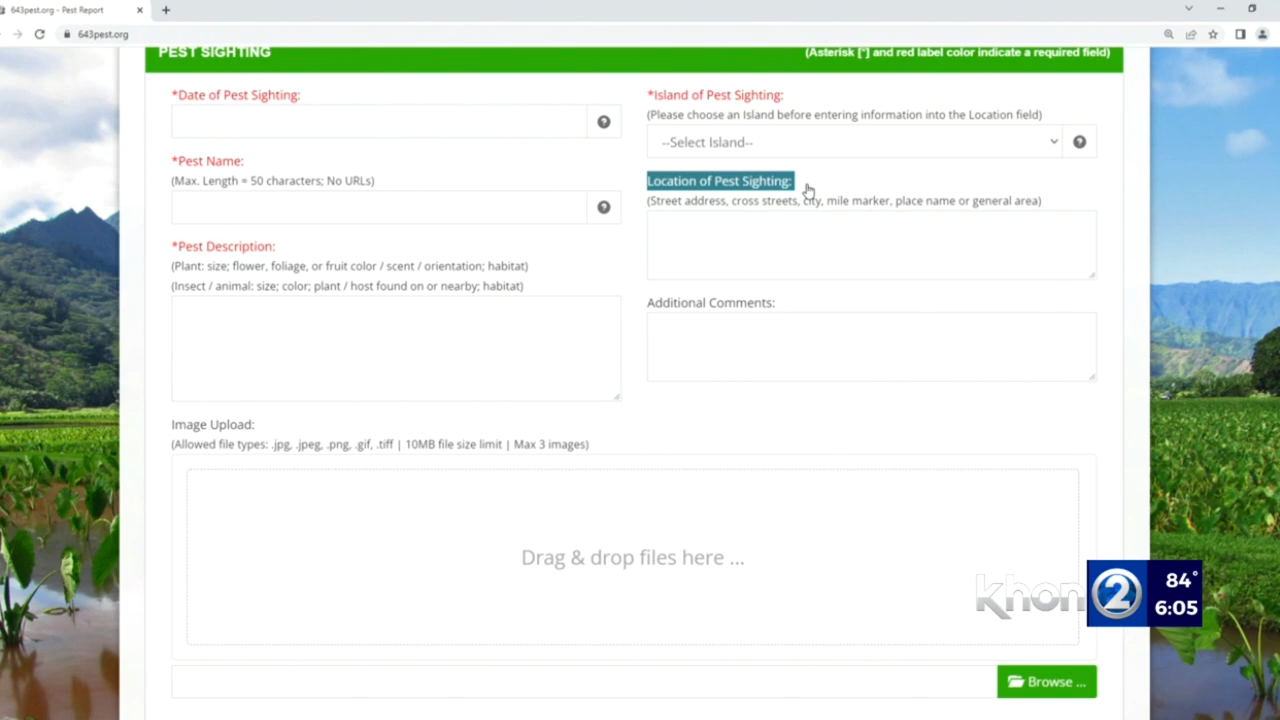 643pest.org - Pest Report
643pest.org
PEST SIGHTING
(Asterisk [*] and red label color indicate a required field)
*Date of Pest Sighting:
*Pest Name:
(Max. Length = 50 characters; No URLs)
*Pest Description:
(Plant: size; flower, foliage, or fruit color / scent / orientation; habitat)
(Insect / animal: size; color; plant / host found on or nearby; habitat)
*Island of Pest Sighting:
(Please choose an Island before entering information into the Location field)
--Select Island--
Location of Pest Sighting:
(Street address, cross streets, city, mile marker, place name or general area)
Additional Comments:
Image Upload:
(Allowed file types: .jpg, .jpeg, .png, .gif, .tiff | 10MB file size limit | Max 3 images)
Drag & drop files here ...
Browse ...
khon 2
84°
6:05